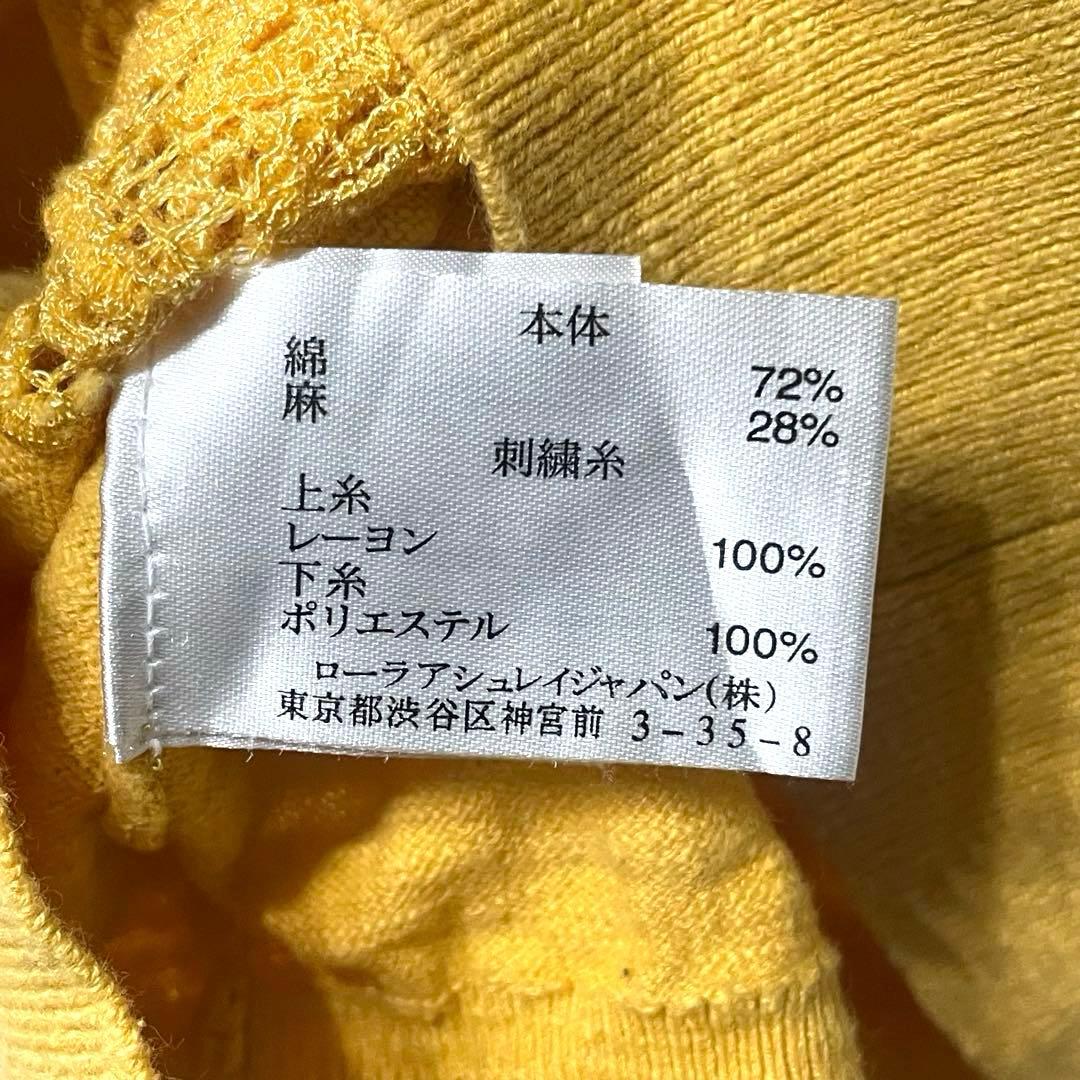 本体
綿 72%
麻 28%
刺繍糸
上糸
レーヨン 100%
下糸
ポリエステル 100%
ローラアシュレイジャパン(株)
東京都渋谷区神宮前 3-35-8